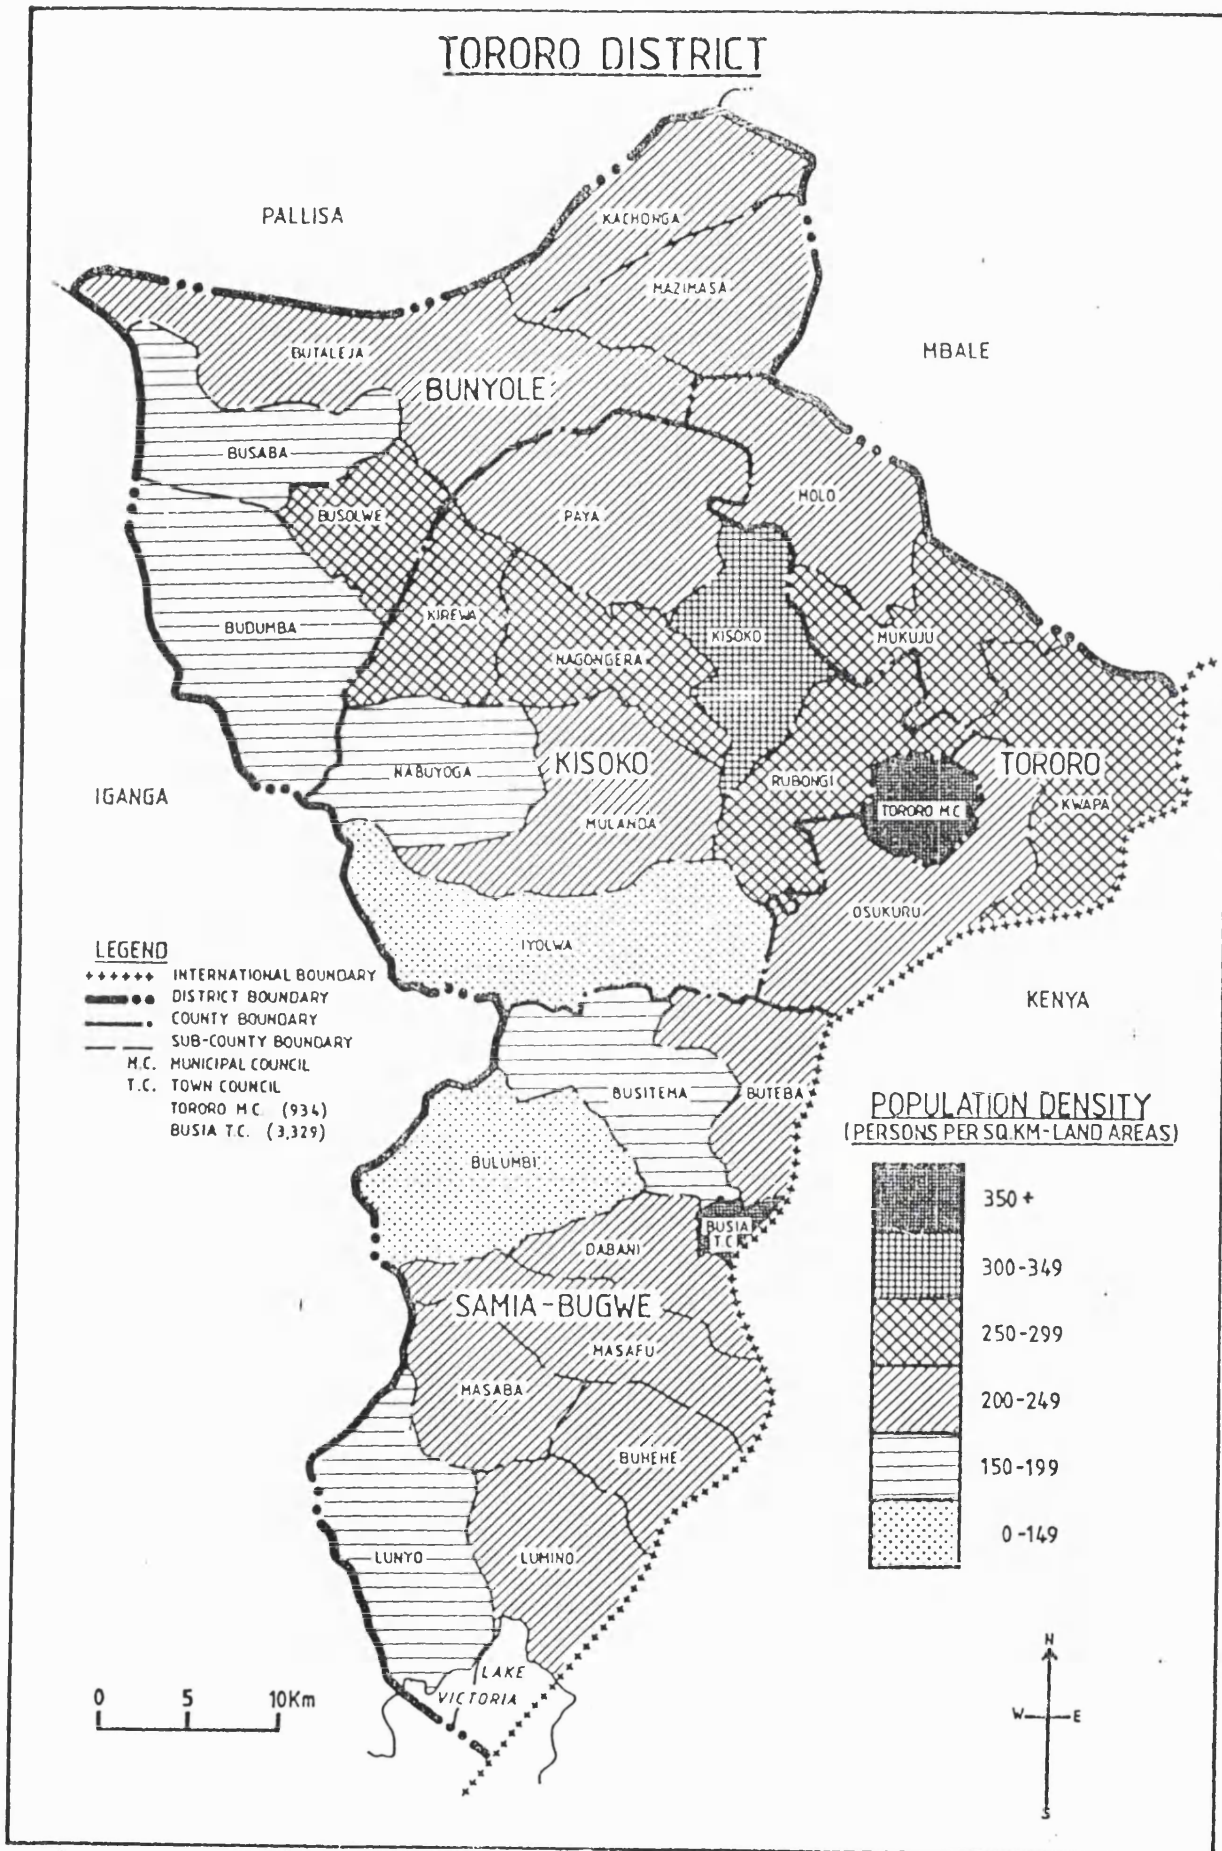 TORORO DISTRICT
PALLISA
KACHONGA
MAZIMASA
MBALE
BUTALEJA
BUNYOLE
BUSABA
BUSOLWE
PAYA
MOLO
BUDUMBA
KIREWA
NAGONGERA
KISOKO
MUKUJU
IGANGA
NABUYOGA
KISOKO
MULANDA
RUBONGI
TORORO
TORORO M.C
KWAPA
OSUKURU
IYOLWA
KENYA
LEGEND
INTERNATIONAL BOUNDARY
DISTRICT BOUNDARY
COUNTY BOUNDARY
SUB-COUNTY BOUNDARY
M.C. MUNICIPAL COUNCIL
T.C. TOWN COUNCIL
TORORO M.C. (934)
BUSIA T.C. (3,329)
BUSITEMA
BUTEBA
BULUMBI
BUSIA
T.C
DABANI
SAMIA-BUGWE
MASAFU
MASABA
BUHEHE
LUNYO
LUMINO
LAKE
VICTORIA
POPULATION DENSITY
(PERSONS PER SQ.KM-LAND AREAS)
350 +
300-349
250-299
200-249
150-199
0-149
0 5 10Km
N
W E
S